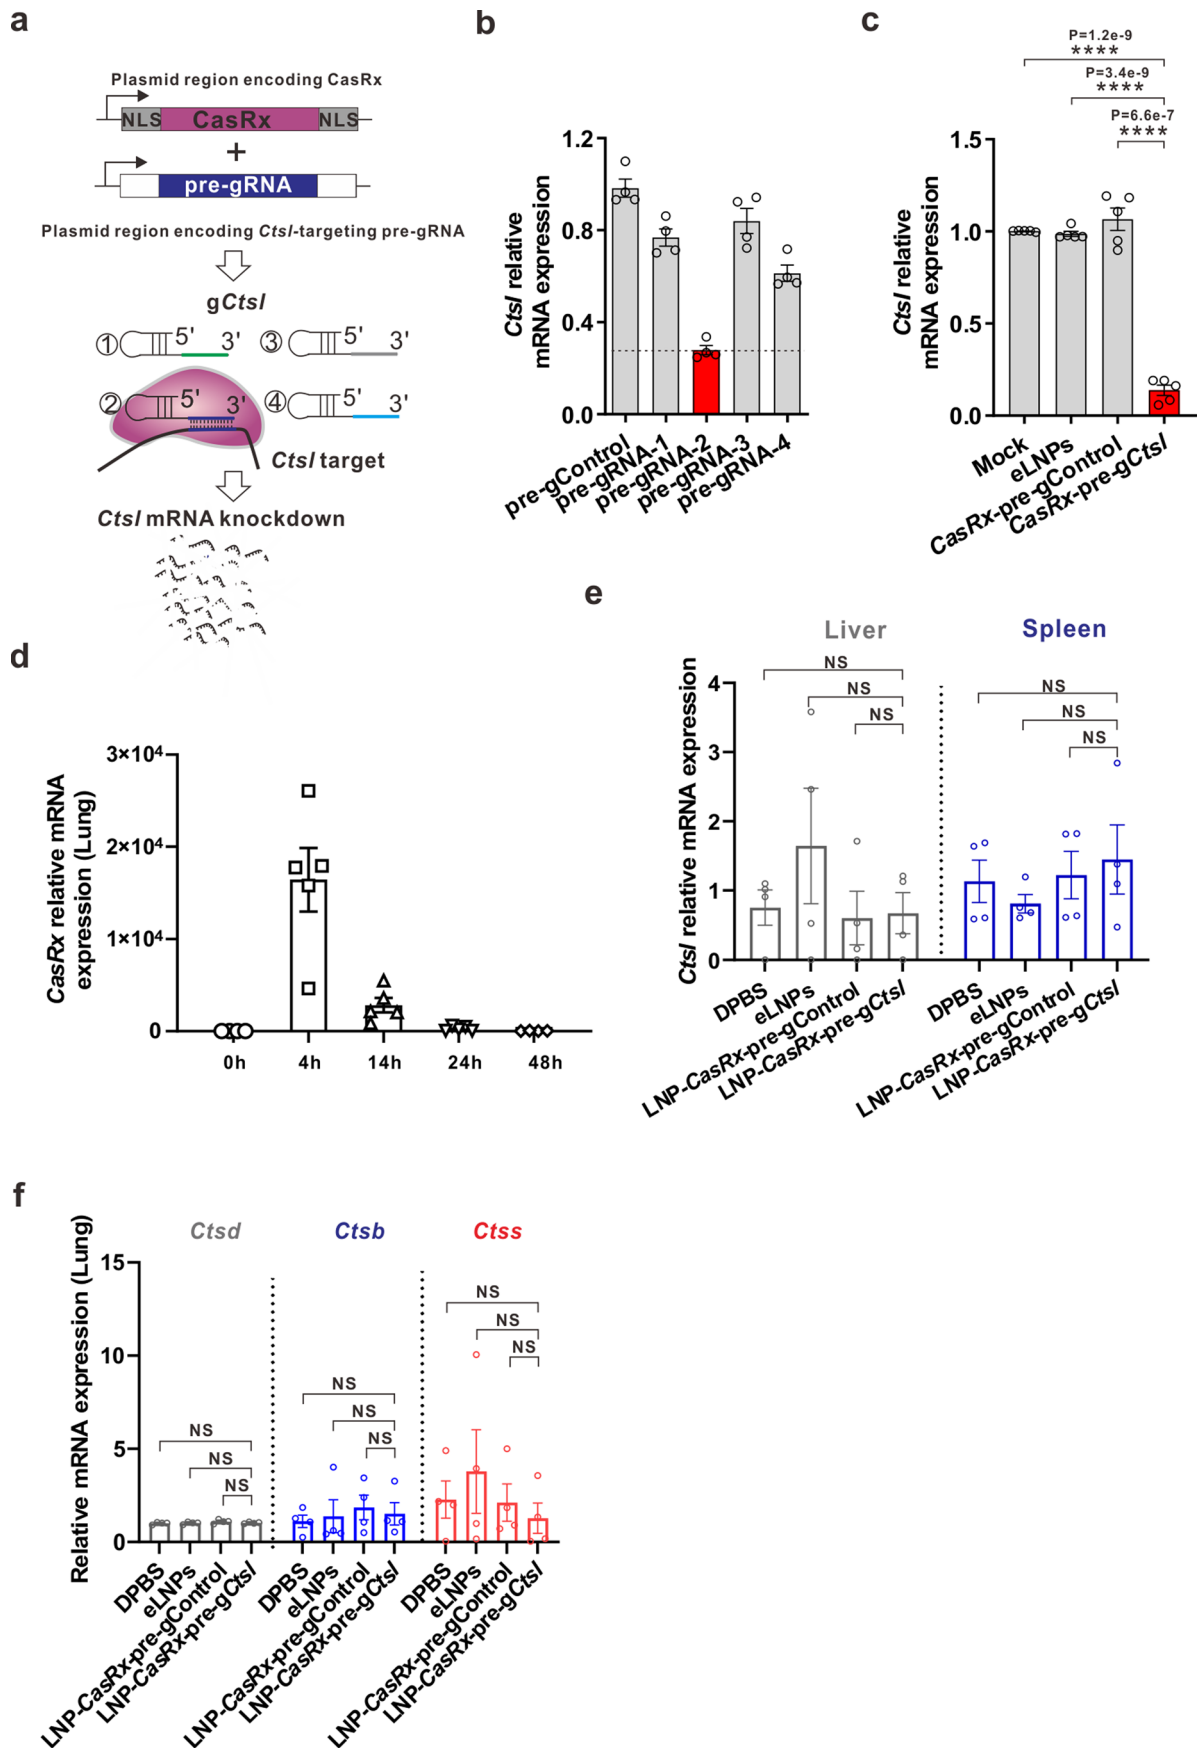 a
Plasmid region encoding CasRx
NLS CasRx NLS
+
pre-gRNA
Plasmid region encoding Ctsl-targeting pre-gRNA
gCtsl
① 5' 3' ③ 5' 3'
② 5' 3' ④ 5' 3'
Ctsl target
Ctsl mRNA knockdown
b
Ctsl relative
mRNA expression
1.2
0.8
0.4
0.0
pre-gControl
pre-gRNA-1
pre-gRNA-2
pre-gRNA-3
pre-gRNA-4
c
P=1.2e-9
****
P=3.4e-9
****
P=6.6e-7
****
Ctsl relative
mRNA expression
1.5
1.0
0.5
0.0
Mock
eLNPs
CasRx-pre-gControl
CasRx-pre-gCtsl
d
CasRx relative mRNA
expression (Lung)
3×10⁴
2×10⁴
1×10⁴
0
0h 4h 14h 24h 48h
e
Liver Spleen
NS
NS
NS
NS
NS
NS
Ctsl relative mRNA expression
4
3
2
1
0
DPBS
eLNPs
LNP-CasRx-pre-gControl
LNP-CasRx-pre-gCtsl
DPBS
eLNPs
LNP-CasRx-pre-gControl
LNP-CasRx-pre-gCtsl
f
Ctsd Ctsb Ctss
Relative mRNA expression (Lung)
15
10
5
0
NS
NS
NS
NS
NS
NS
NS
NS
NS
DPBS
eLNPs
LNP-CasRx-pre-gControl
LNP-CasRx-pre-gCtsl
DPBS
eLNPs
LNP-CasRx-pre-gControl
LNP-CasRx-pre-gCtsl
DPBS
eLNPs
LNP-CasRx-pre-gControl
LNP-CasRx-pre-gCtsl